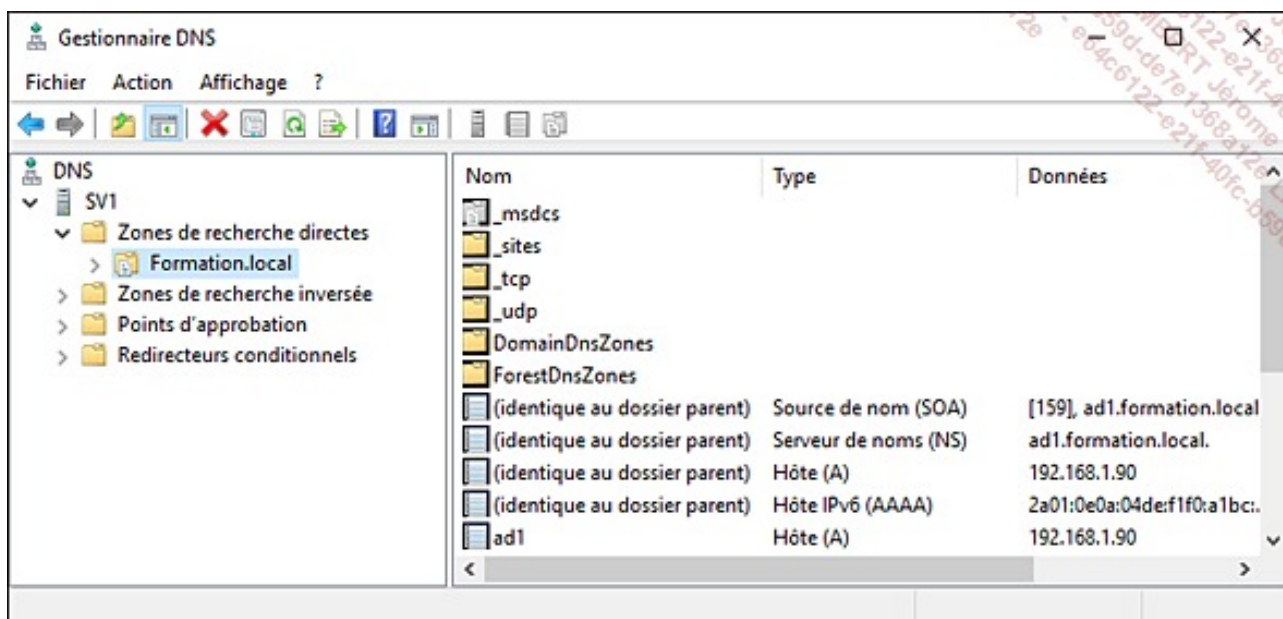 Gestionnaire DNS
Fichier Action Affichage ?
DNS
SV1
Zones de recherche directes
Formation.local
Zones de recherche inversée
Points d'approbation
Redirecteurs conditionnels
Nom Type Données
_msdcs
_sites
_tcp
_udp
DomainDnsZones
ForestDnsZones
(identique au dossier parent) Source de nom (SOA) [159], ad1.formation.local
(identique au dossier parent) Serveur de noms (NS) ad1.formation.local.
(identique au dossier parent) Hôte (A) 192.168.1.90
(identique au dossier parent) Hôte IPv6 (AAAA) 2a01:0e0a:04de:f1f0:a1bc:.
ad1 Hôte (A) 192.168.1.90